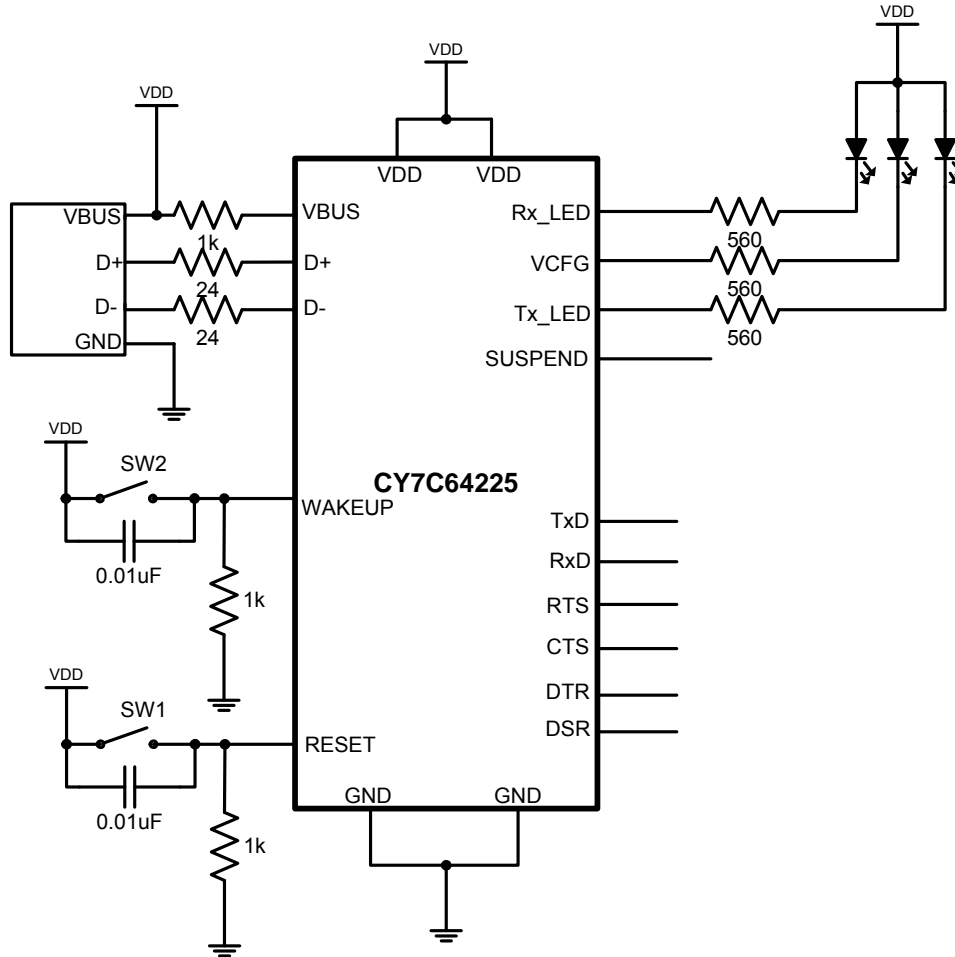 VDD
VDD
VDD
VDD VDD
VBUS
1k
VBUS
Rx_LED
560
D+
24
D+
VCFG
560
D-
24
D-
Tx_LED
560
GND
SUSPEND
VDD
SW2
0.01uF
WAKEUP
1k
CY7C64225
TxD
RxD
RTS
CTS
DTR
DSR
VDD
SW1
0.01uF
RESET
1k
GND GND